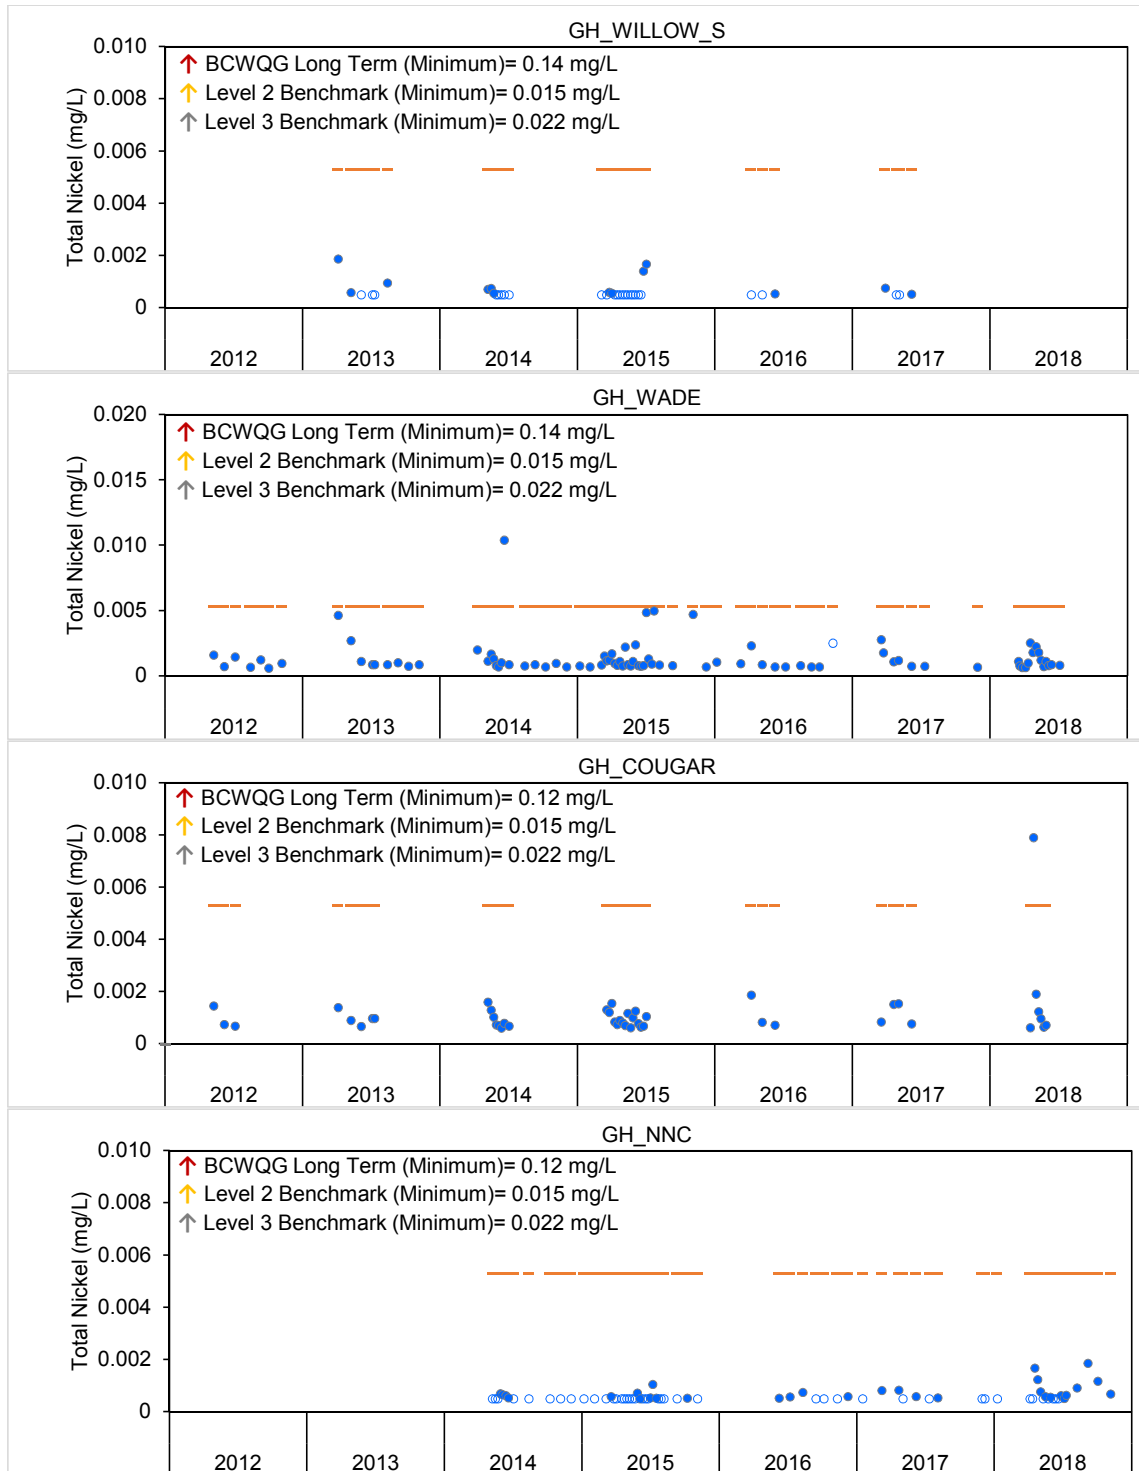 GH_WILLOW_S
0.010
↑ BCWQG Long Term (Minimum)= 0.14 mg/L
0.008
↑ Level 2 Benchmark (Minimum)= 0.015 mg/L
↑ Level 3 Benchmark (Minimum)= 0.022 mg/L
0.006
0.004
0.002
0
Total Nickel (mg/L)
2012 2013 2014 2015 2016 2017 2018
GH_WADE
0.020
↑ BCWQG Long Term (Minimum)= 0.14 mg/L
↑ Level 2 Benchmark (Minimum)= 0.015 mg/L
0.015
↑ Level 3 Benchmark (Minimum)= 0.022 mg/L
0.010
0.005
0
Total Nickel (mg/L)
2012 2013 2014 2015 2016 2017 2018
GH_COUGAR
0.010
↑ BCWQG Long Term (Minimum)= 0.12 mg/L
↑ Level 2 Benchmark (Minimum)= 0.015 mg/L
0.008
↑ Level 3 Benchmark (Minimum)= 0.022 mg/L
0.006
0.004
0.002
0
Total Nickel (mg/L)
2012 2013 2014 2015 2016 2017 2018
GH_NNC
0.010
↑ BCWQG Long Term (Minimum)= 0.12 mg/L
↑ Level 2 Benchmark (Minimum)= 0.015 mg/L
0.008
↑ Level 3 Benchmark (Minimum)= 0.022 mg/L
0.006
0.004
0.002
0
Total Nickel (mg/L)
2012 2013 2014 2015 2016 2017 2018